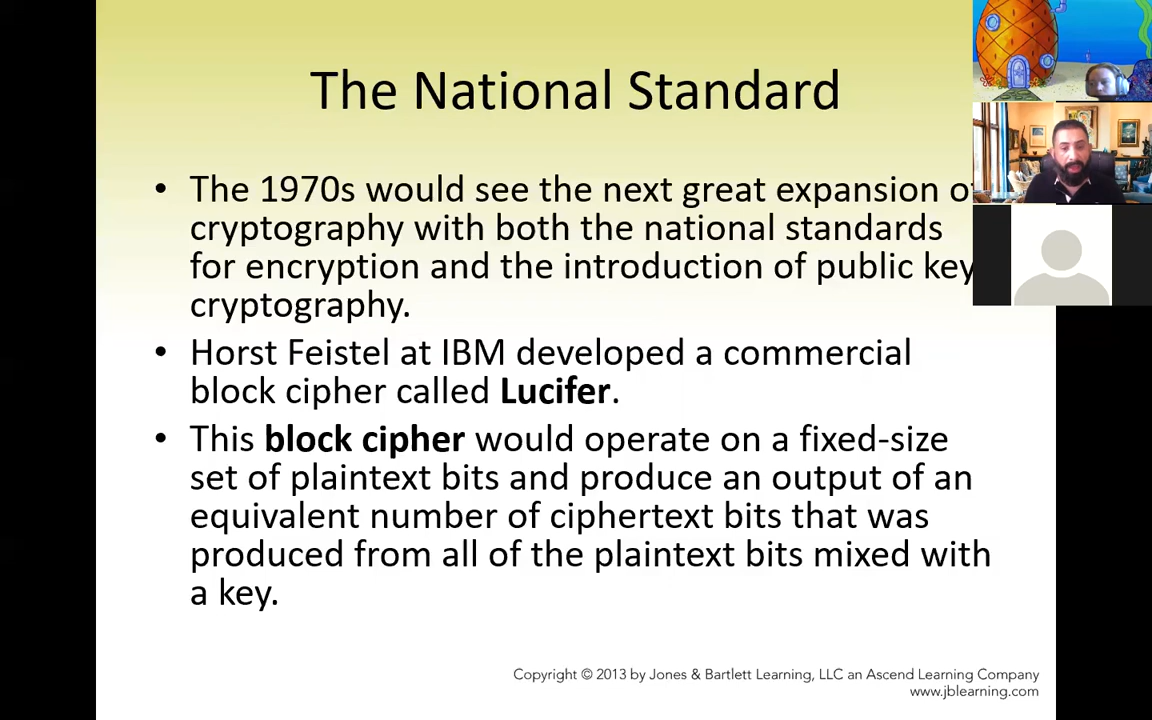 The National Standard
• The 1970s would see the next great expansion
cryptography with both the national standards
for encryption and the introduction of public key
cryptography.
• Horst Feistel at IBM developed a commercial
block cipher called Lucifer.
• This block cipher would operate on a fixed-size
set of plaintext bits and produce an output of an
equivalent number of ciphertext bits that was
produced from all of the plaintext bits mixed with
a key.
Copyright © 2013 by Jones & Bartlett Learning, LLC an Ascend Learning Company
www.jblearning.com